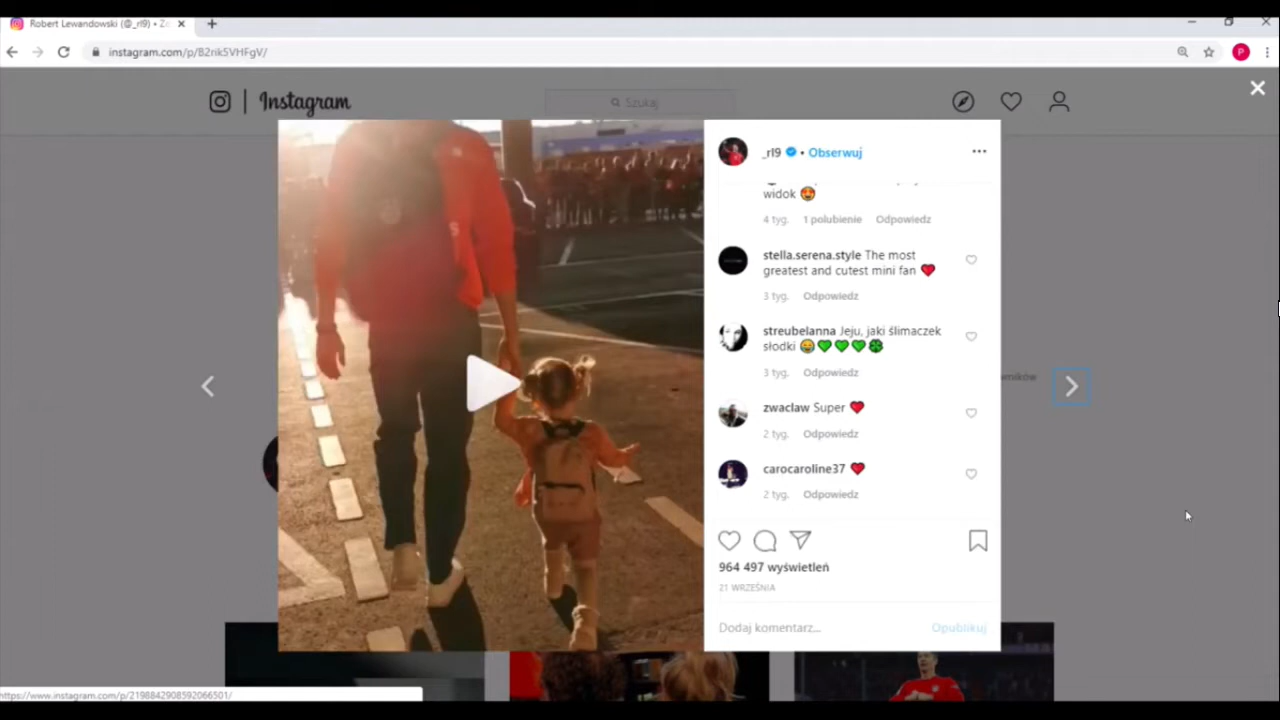 Robert Lewandowski (@_rl9) • Z
instagram.com/p/B2rik5VHFgV/
P
Instagram
Szukaj
_rl9 • Obserwuj
widok 😍
4 tyg. 1 polubienie Odpowiedz
stella.serena.style The most
greatest and cutest mini fan ❤️
3 tyg. Odpowiedz
streubelanna Jeju, jaki ślimaczek
słodki 😂💚💚💚🍀
3 tyg. Odpowiedz
zwaclaw Super ❤️
2 tyg. Odpowiedz
carocaroline37 ❤️
2 tyg. Odpowiedz
964 497 wyświetleń
21 WRZEŚNIA
Dodaj komentarz...
Opublikuj
https://www.instagram.com/p/2198842908592066501/